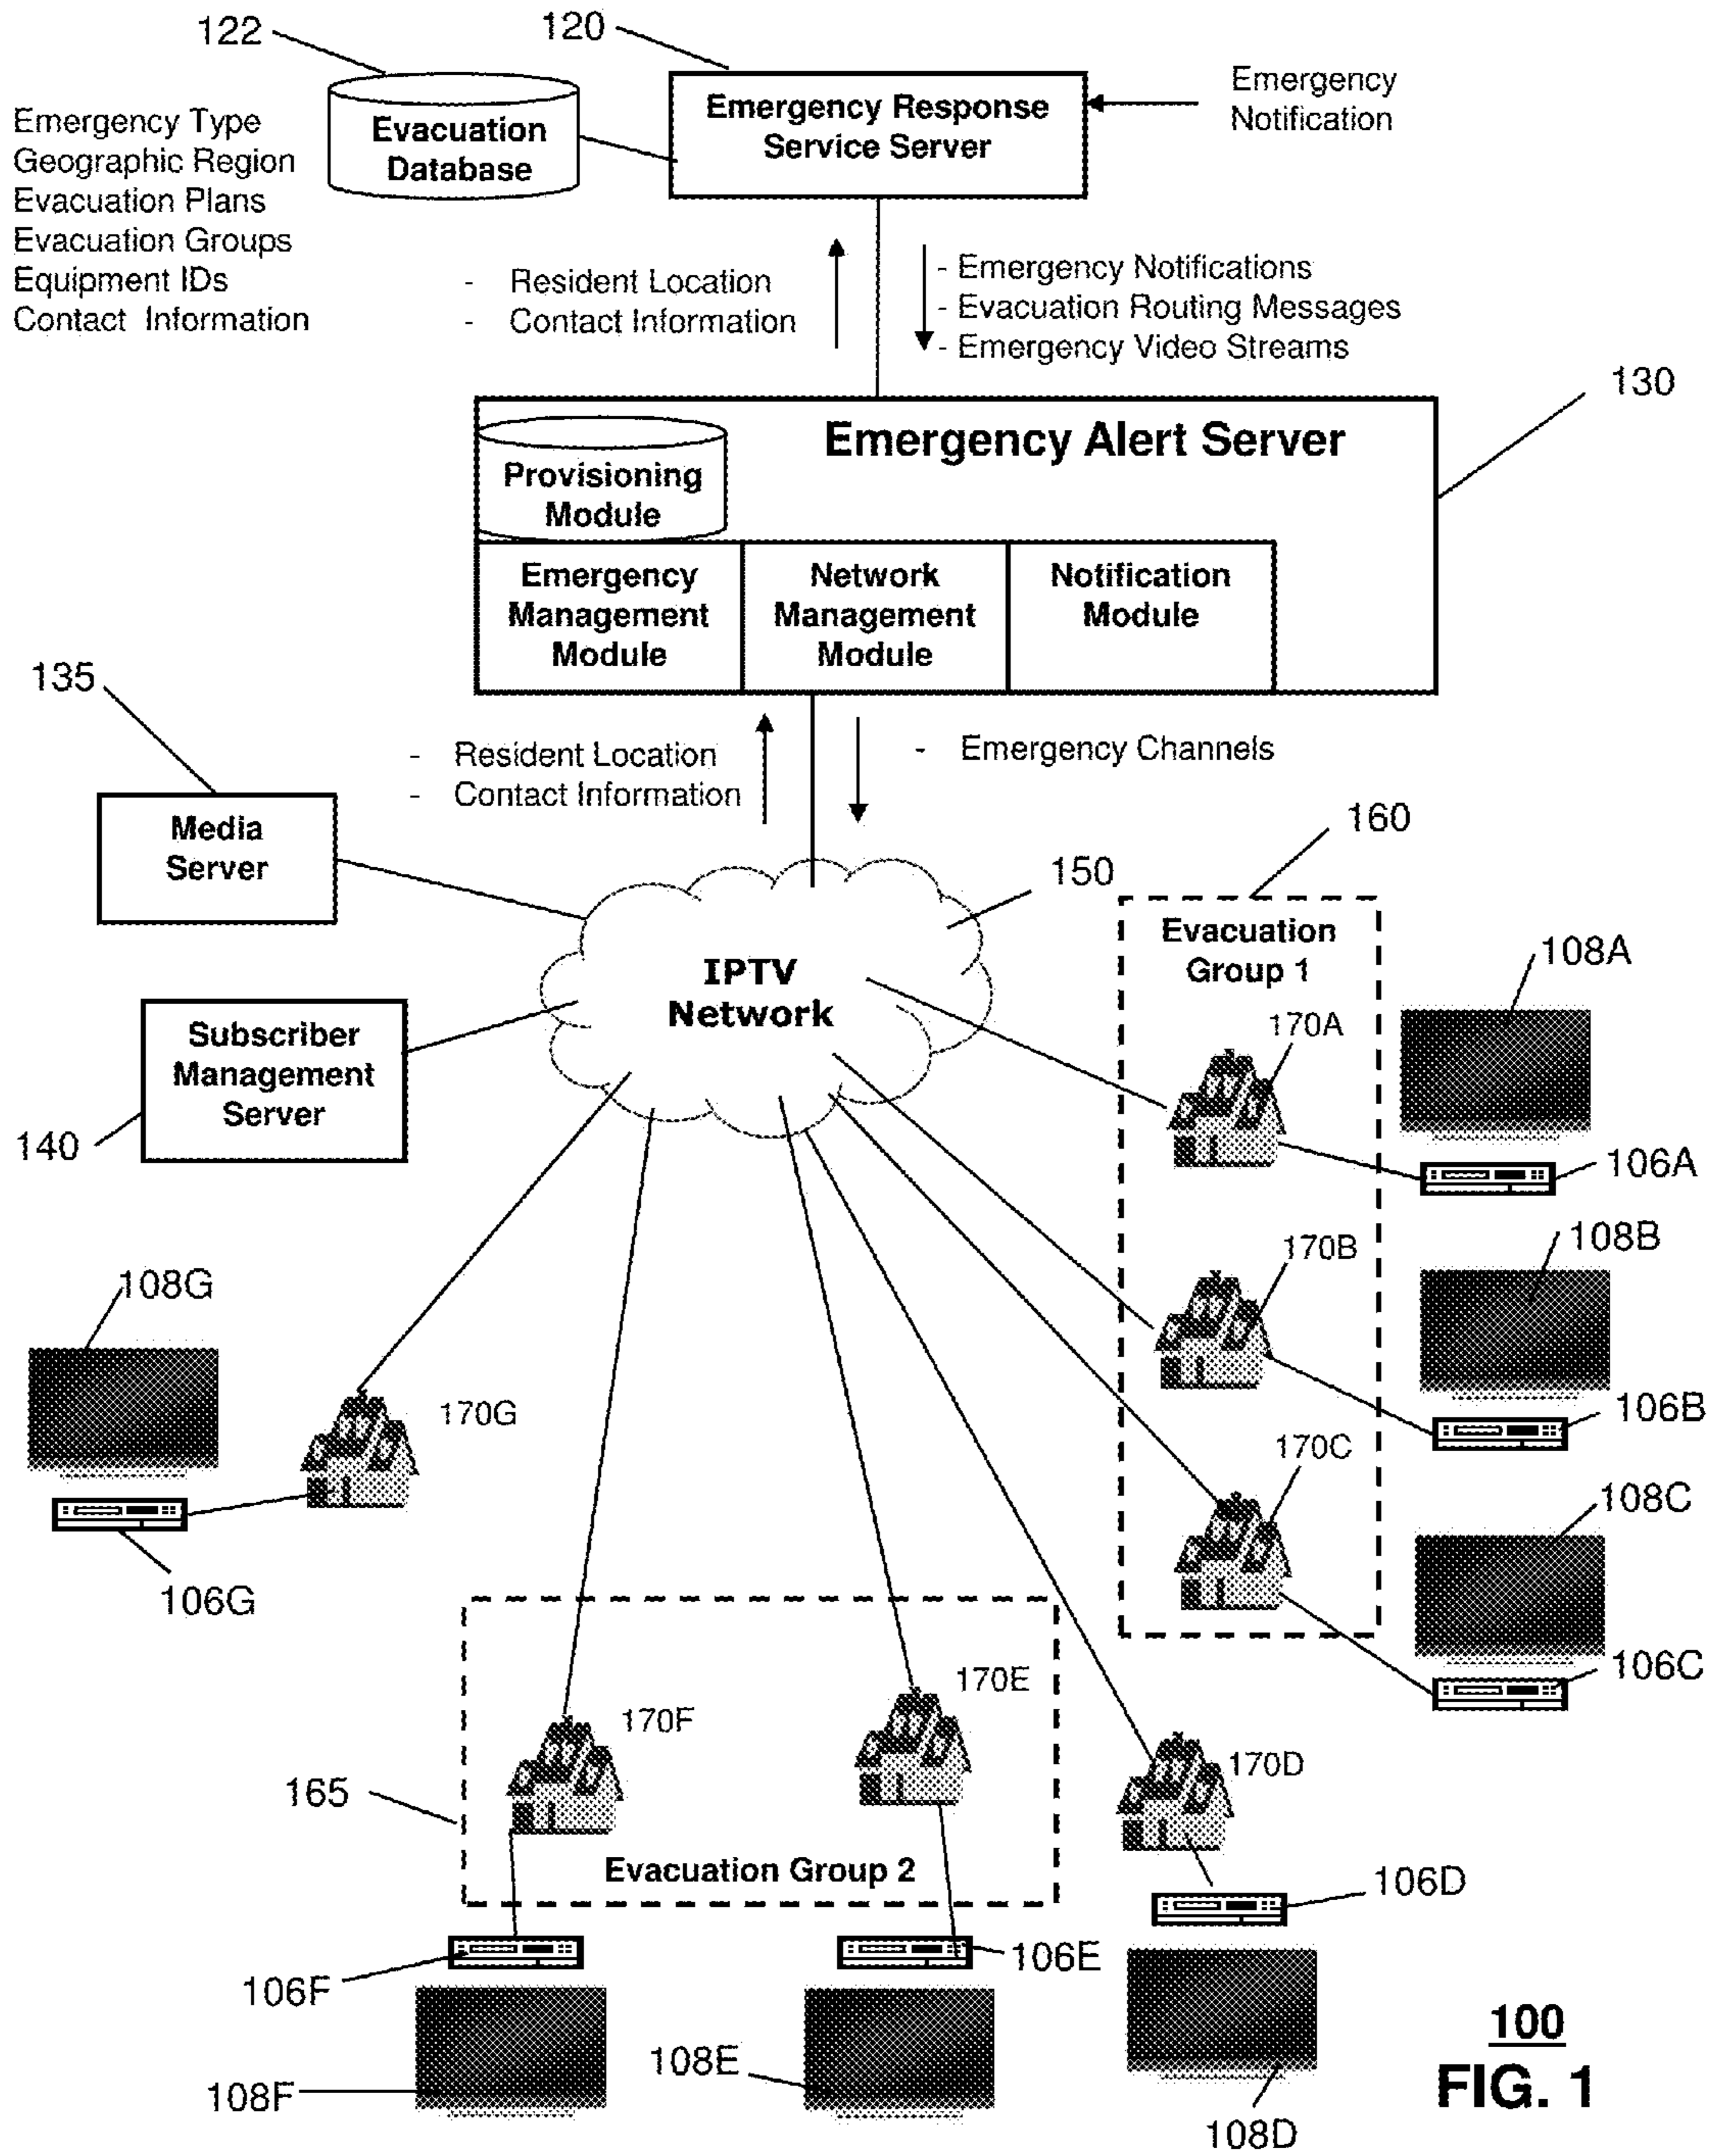 122
120
Emergency Type
Geographic Region
Evacuation Plans
Evacuation Groups
Equipment IDs
Contact Information
Evacuation
Database
Emergency Response
Service Server
Emergency
Notification
- Resident Location
- Contact Information
- Emergency Notifications
- Evacuation Routing Messages
- Emergency Video Streams
130
Emergency Alert Server
Provisioning
Module
Emergency
Management
Module
Network
Management
Module
Notification
Module
135
- Resident Location
- Contact Information
- Emergency Channels
Media
Server
160
150
IPTV
Network
Evacuation
Group 1
108A
170A
Subscriber
Management
Server
140
106A
108B
170B
108G
106B
170G
170C
108C
106G
106C
170E
170F
170D
165
Evacuation Group 2
106D
106E
106F
108E
108F
108D
100
FIG. 1